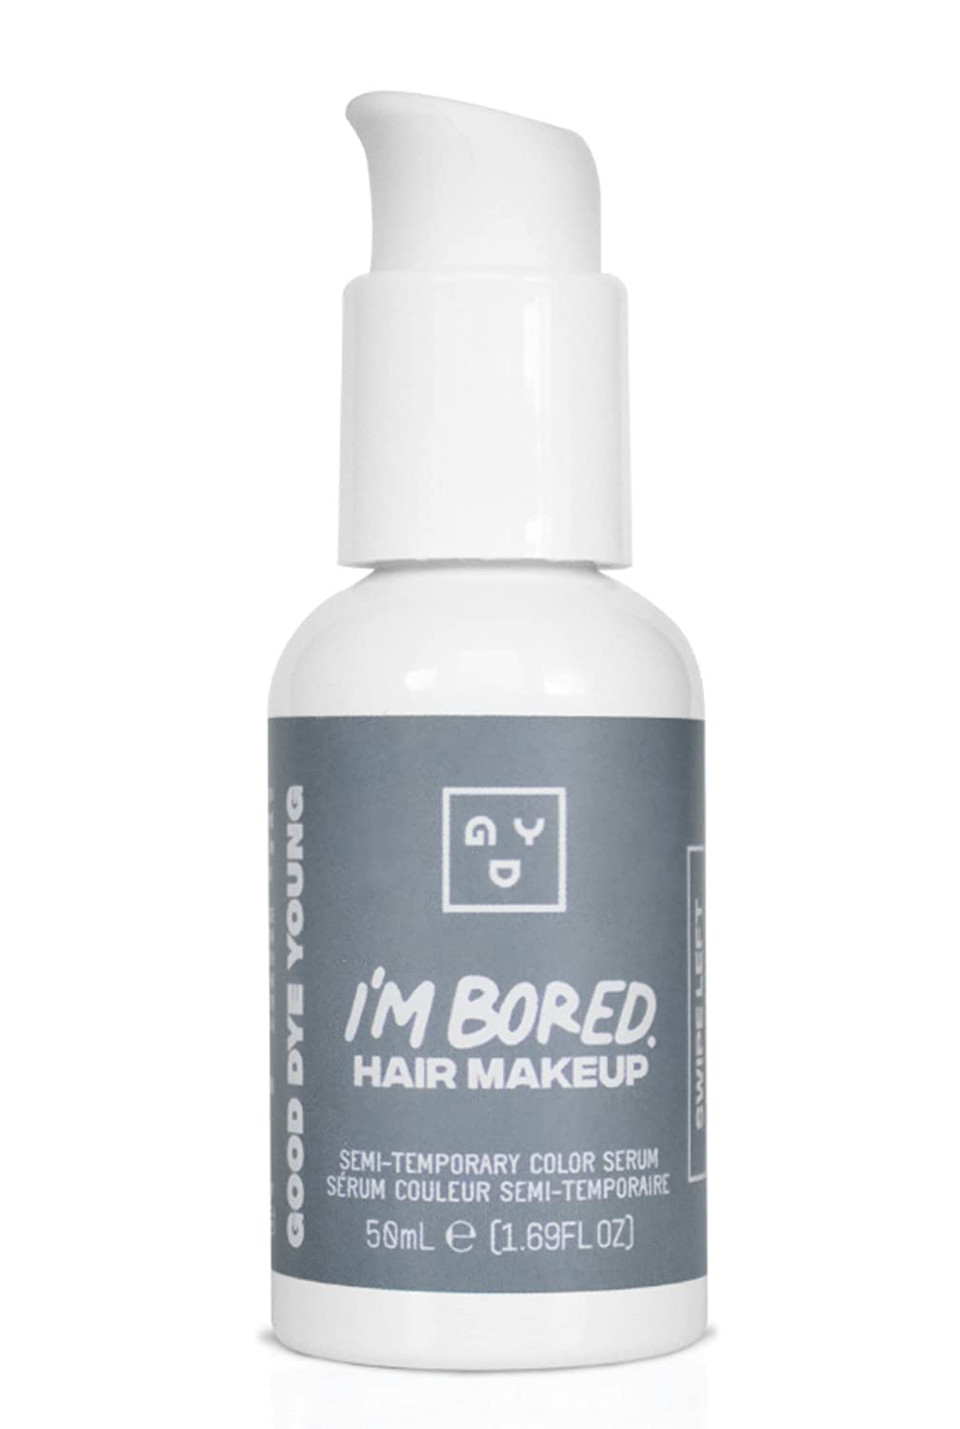 G Y
D
I'M BORED.
HAIR MAKEUP
SEMI-TEMPORARY COLOR SERUM
SÉRUM COULEUR SEMI-TEMPORAIRE
50mL ℮ (1.69FL OZ)
GOOD DYE YOUNG
SWIPE LEFT